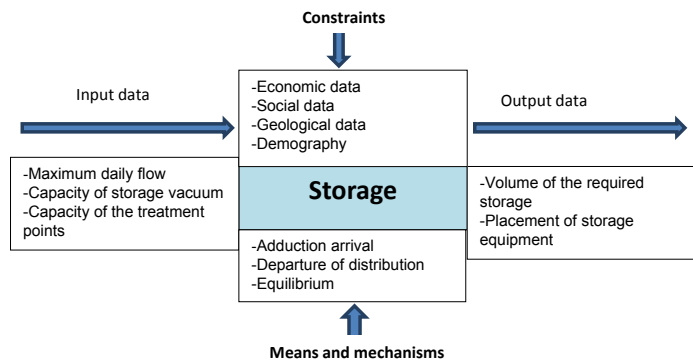 Constraints
Input data
-Economic data
-Social data
-Geological data
-Demography
Output data
-Maximum daily flow
-Capacity of storage vacuum
-Capacity of the treatment
points
Storage
-Volume of the required
storage
-Placement of storage
equipment
-Adduction arrival
-Departure of distribution
-Equilibrium
Means and mechanisms